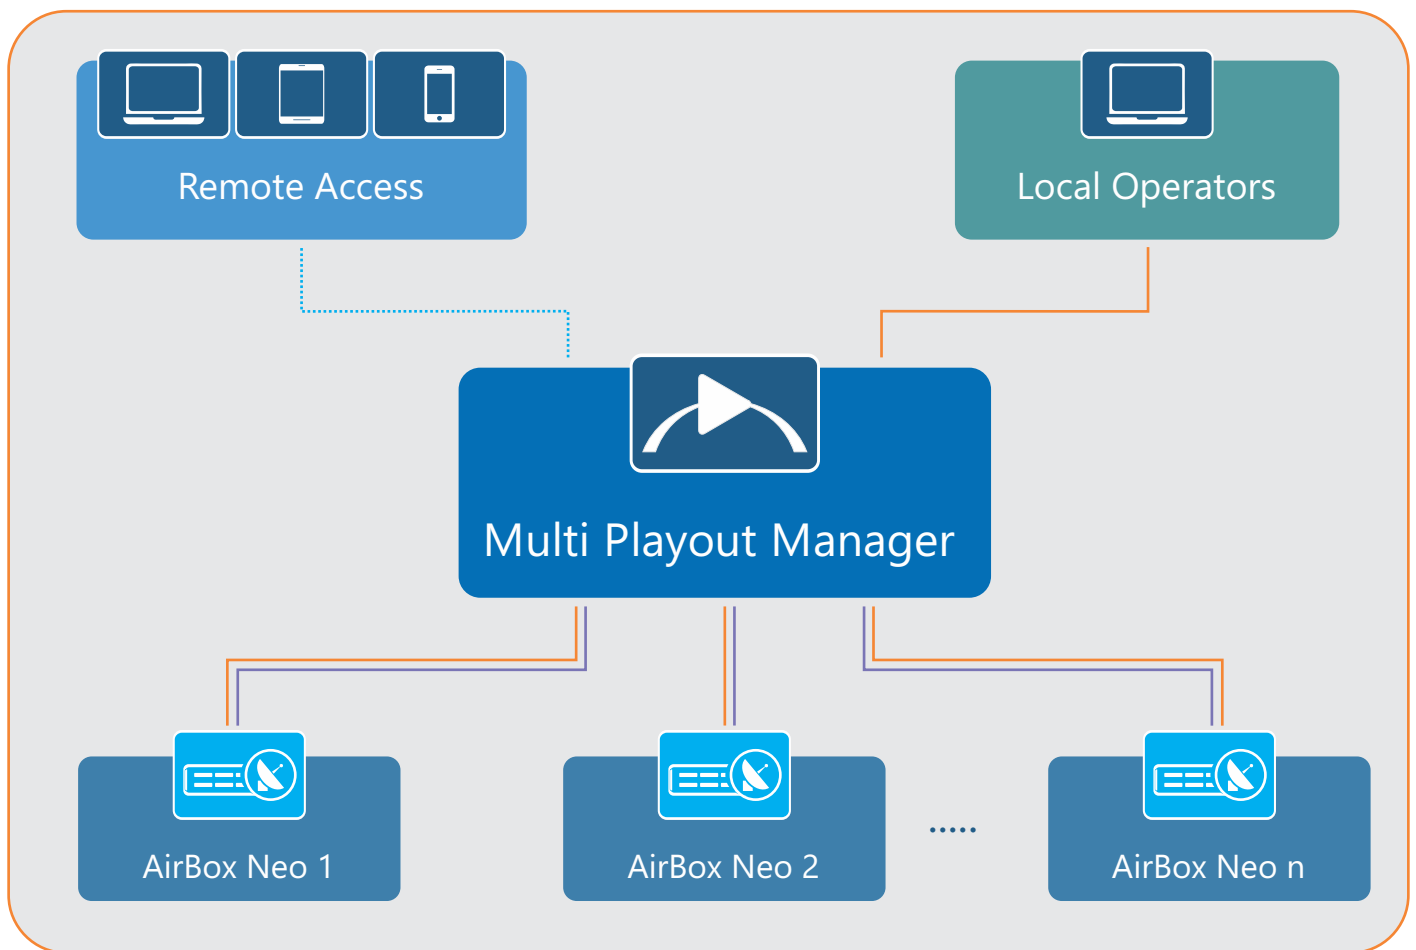 Remote Access
Local Operators
Multi Playout Manager
AirBox Neo 1
AirBox Neo 2
.....
AirBox Neo n